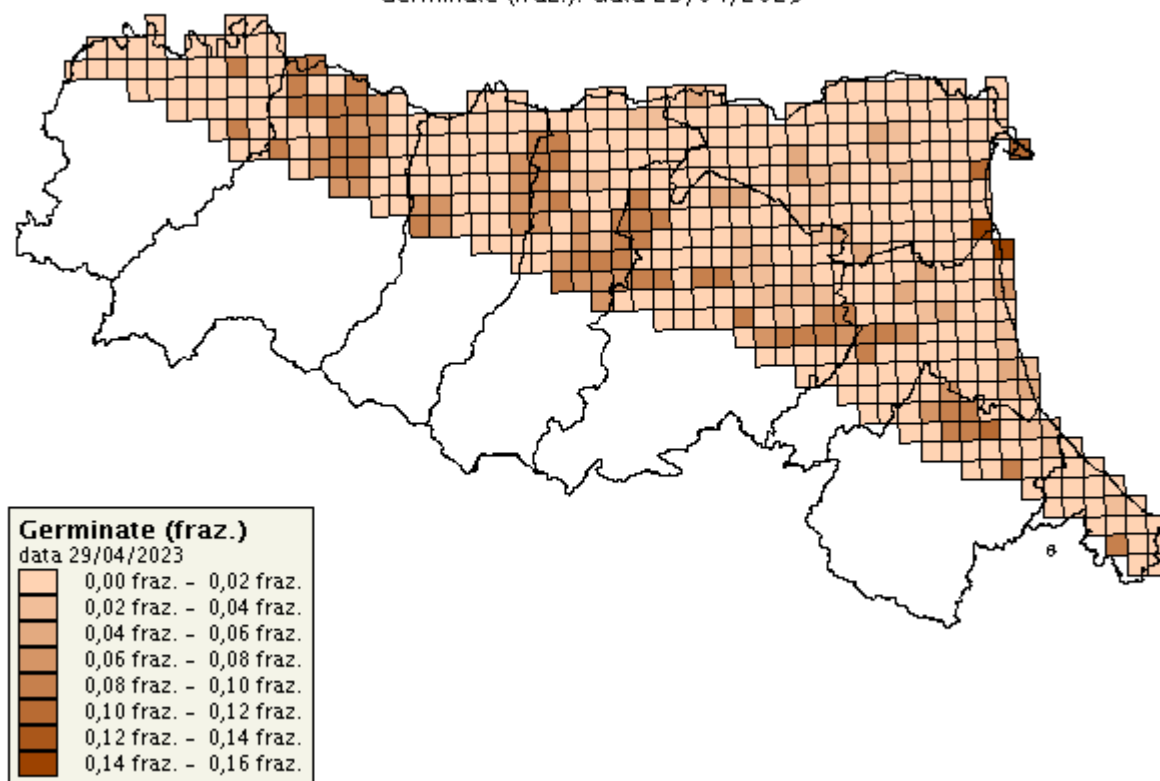 Germinate (fraz.)
data 29/04/2023
0,00 fraz. - 0,02 fraz.
0,02 fraz. - 0,04 fraz.
0,04 fraz. - 0,06 fraz.
0,06 fraz. - 0,08 fraz.
0,08 fraz. - 0,10 fraz.
0,10 fraz. - 0,12 fraz.
0,12 fraz. - 0,14 fraz.
0,14 fraz. - 0,16 fraz.